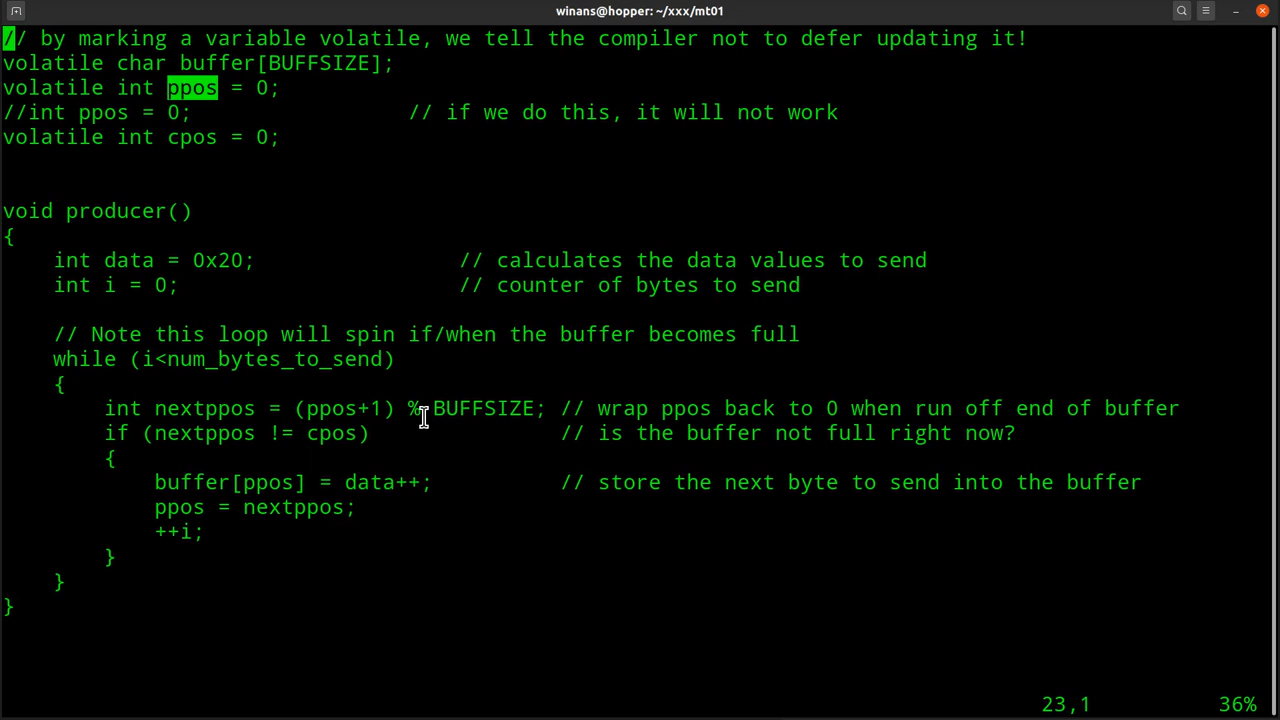 winans@hopper: ~/xxx/mt01
// by marking a variable volatile, we tell the compiler not to defer updating it!
volatile char buffer[BUFFSIZE];
volatile int ppos = 0;
//int ppos = 0; // if we do this, it will not work
volatile int cpos = 0;
void producer()
{
int data = 0x20; // calculates the data values to send
int i = 0; // counter of bytes to send
// Note this loop will spin if/when the buffer becomes full
while (i<num_bytes_to_send)
{
int nextppos = (ppos+1) % BUFFSIZE; // wrap ppos back to 0 when run off end of buffer
if (nextppos != cpos) // is the buffer not full right now?
{
buffer[ppos] = data++; // store the next byte to send into the buffer
ppos = nextppos;
++i;
}
}
}
23,1 36%